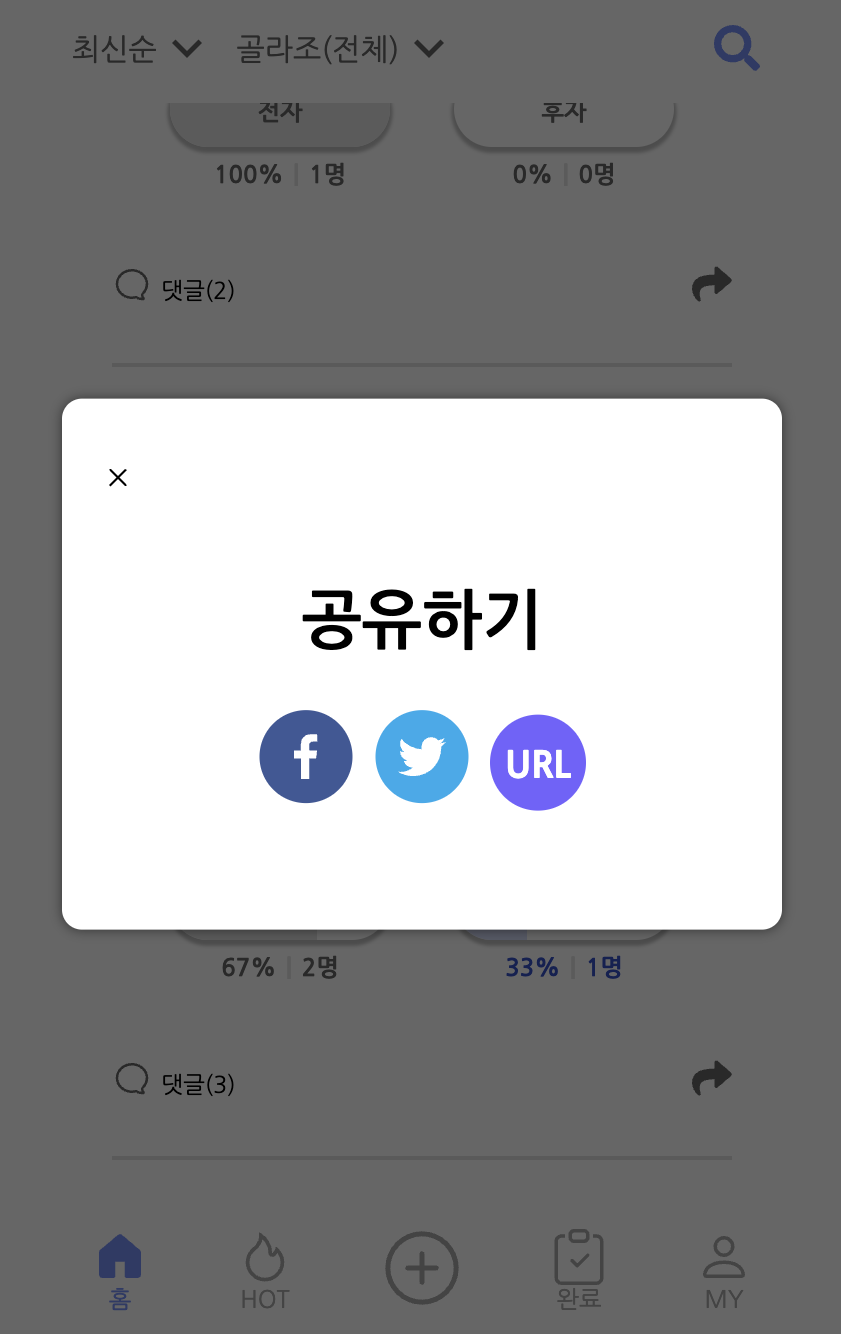 최신순 골라조(전체)
전자 후자
100% | 1명 0% | 0명
댓글(2)
공유하기
URL
67% | 2명 33% | 1명
댓글(3)
홈 HOT 완료 MY